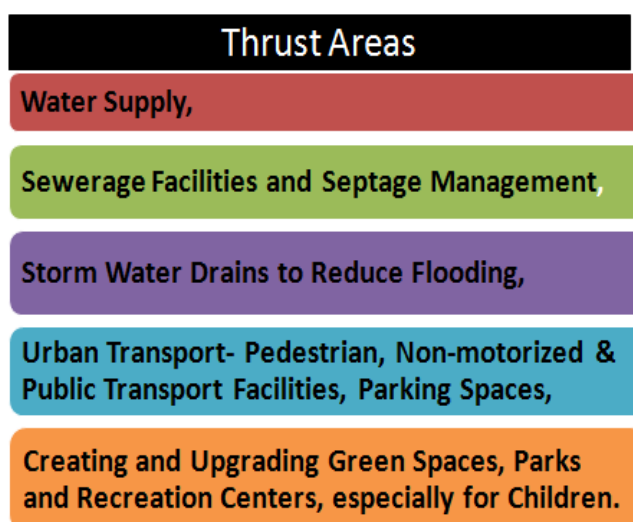 Thrust Areas
Water Supply,
Sewerage Facilities and Septage Management,
Storm Water Drains to Reduce Flooding,
Urban Transport- Pedestrian, Non-motorized &
Public Transport Facilities, Parking Spaces,
Creating and Upgrading Green Spaces, Parks
and Recreation Centers, especially for Children.